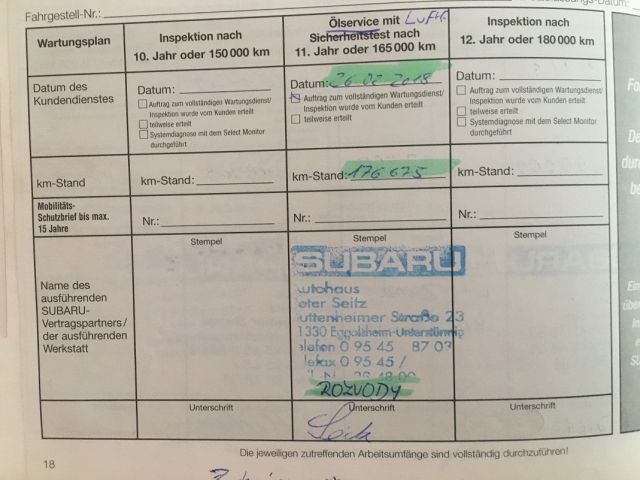 Fahrgestell-Nr.:
Wartungsplan
Inspektion nach
10. Jahr oder 150 000 km
Ölservice mit Luftf.
Sicherheitstest nach
11. Jahr oder 165 000 km
Inspektion nach
12. Jahr oder 180 000 km
Datum des
Kundendienstes
Datum:
Auftrag zum vollständigen Wartungsdienst/
Inspektion wurde vom Kunden erteilt
teilweise erteilt
Systemdiagnose mit dem Select Monitor
durchgeführt
Datum: 26 02 2018
Auftrag zum vollständigen Wartungsdienst/
Inspektion wurde vom Kunden erteilt
teilweise erteilt
Datum:
Auftrag zum vollständigen Wartungsdienst/
Inspektion wurde vom Kunden erteilt
teilweise erteilt
Systemdiagnose mit dem Select Monitor
durchgeführt
km-Stand
km-Stand:
km-Stand: 176 675
km-Stand:
Mobilitäts-
Schutzbrief bis max.
15 Jahre
Nr.:
Nr.:
Nr.:
Name des
ausführenden
SUBARU-
Vertragspartners/
der ausführenden
Werkstatt
Stempel
Stempel
SUBARU
utohaus
eter Seitz
uttenheimer Straße 23
1330 Eggolsheim-Unterstürmig
elefon 0 95 45 87 03
elefax 0 95 45 /
ROZVODY
Stempel
Unterschrift
Unterschrift
Unterschrift
18
Die jeweiligen zutreffenden Arbeitsumfänge sind vollständig durchzuführen!